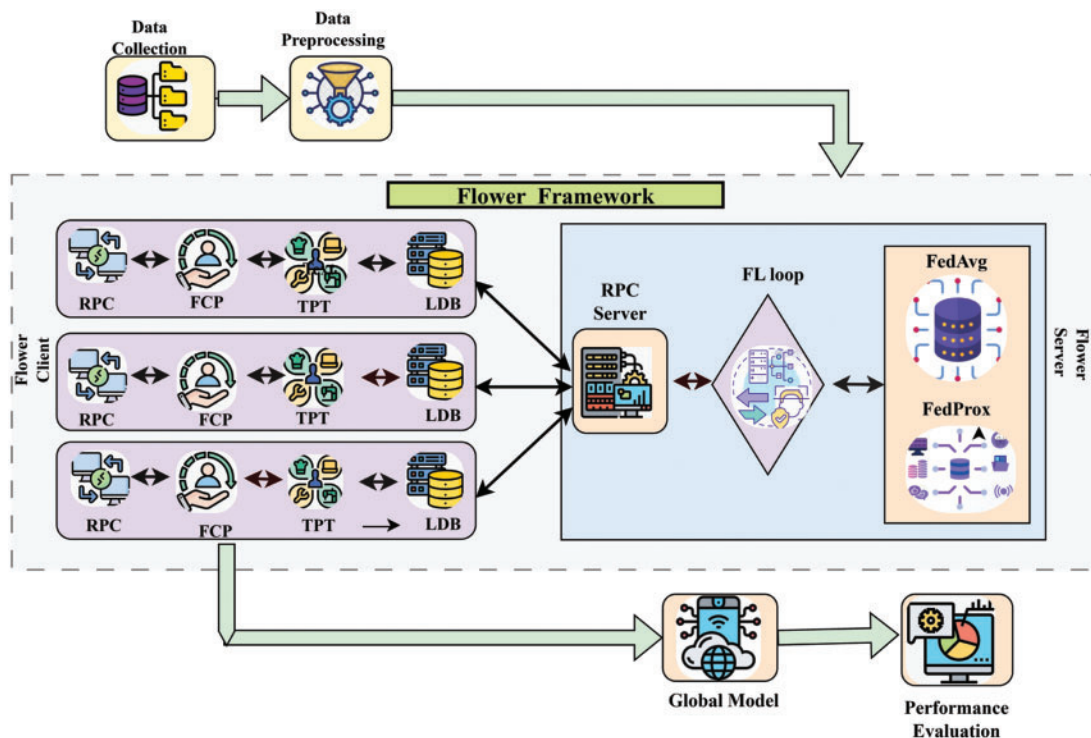 Data
Collection
Data
Preprocessing
Flower Framework
Flower
Client
RPC
FCP
TPT
LDB
RPC
FCP
TPT
LDB
RPC
FCP
TPT
LDB
RPC
Server
FL loop
FedAvg
FedProx
Flower
Server
Global Model
Performance
Evaluation